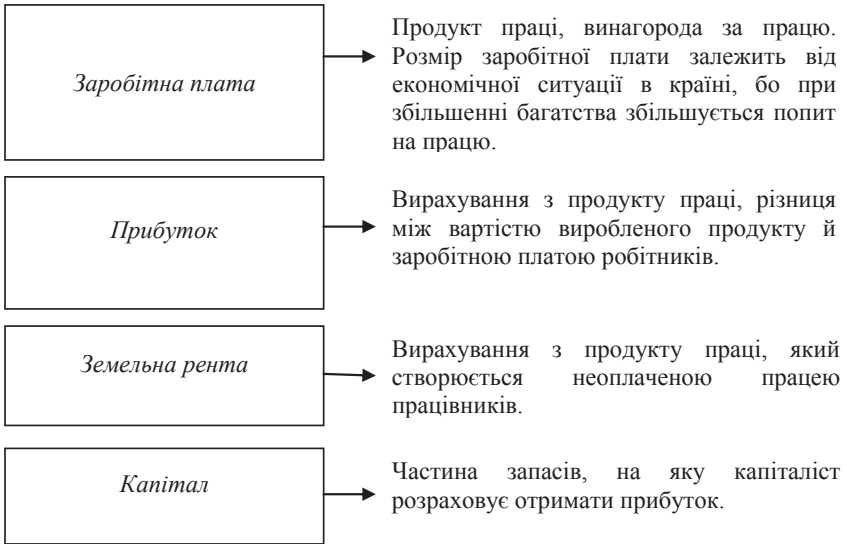 Заробітна плата
Продукт праці, винагорода за працю.
Розмір заробітної плати залежить від
економічної ситуації в країні, бо при
збільшенні багатства збільшується попит
на працю.
Прибуток
Вирахування з продукту праці, різниця
між вартістю виробленого продукту й
заробітною платою робітників.
Земельна рента
Вирахування з продукту праці, який
створюється неоплаченою працею
працівників.
Капітал
Частина запасів, на яку капіталіст
розраховує отримати прибуток.